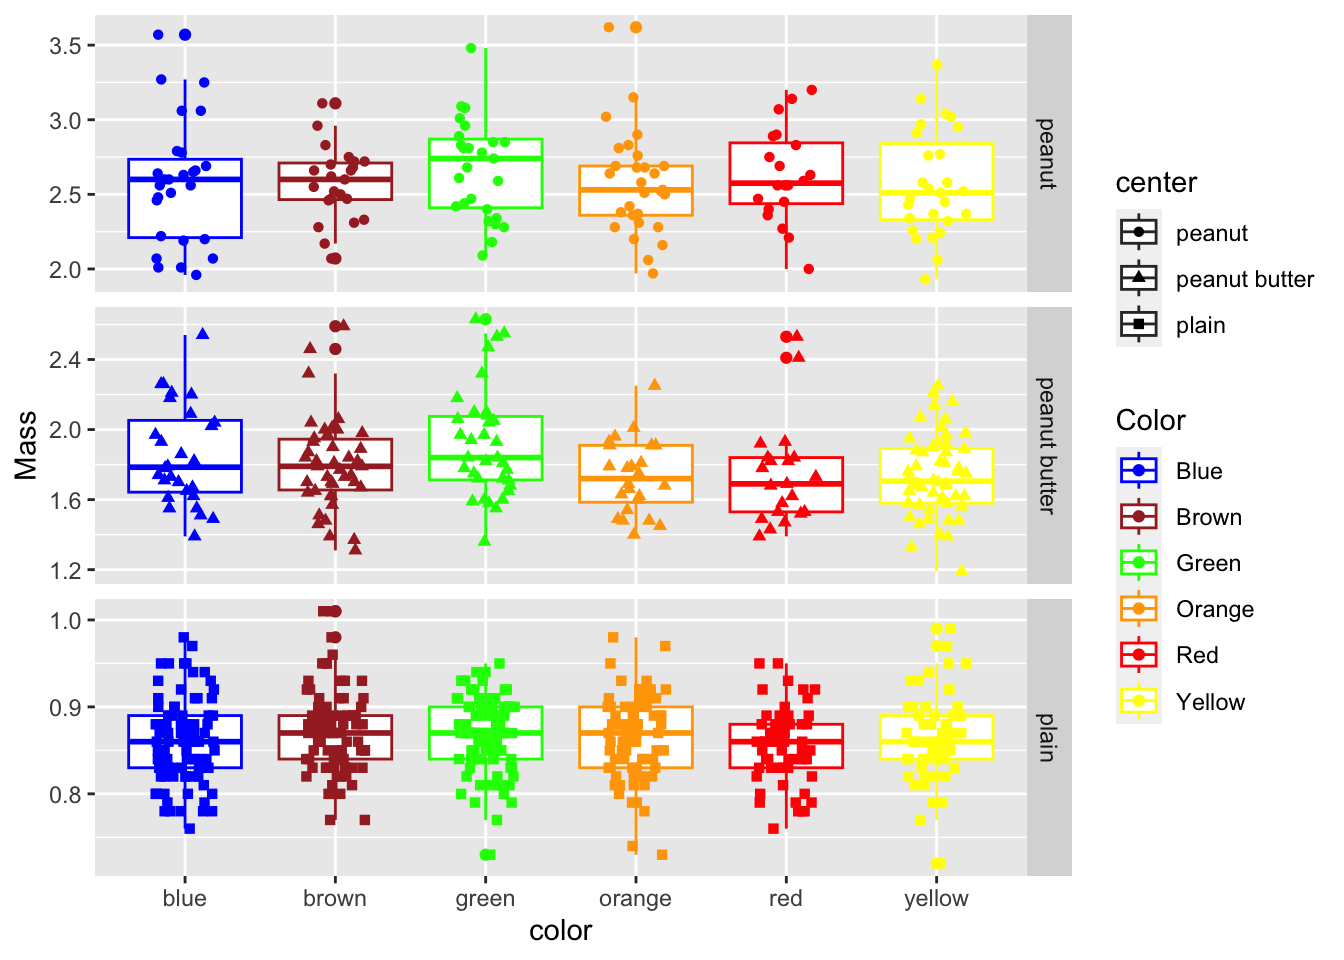 Mass
3.5
3.0
2.5
2.0
peanut
2.4
2.0
1.6
1.2
peanut butter
1.0
0.9
0.8
plain
blue brown green orange red yellow
color
center
peanut
peanut butter
plain
Color
Blue
Brown
Green
Orange
Red
Yellow